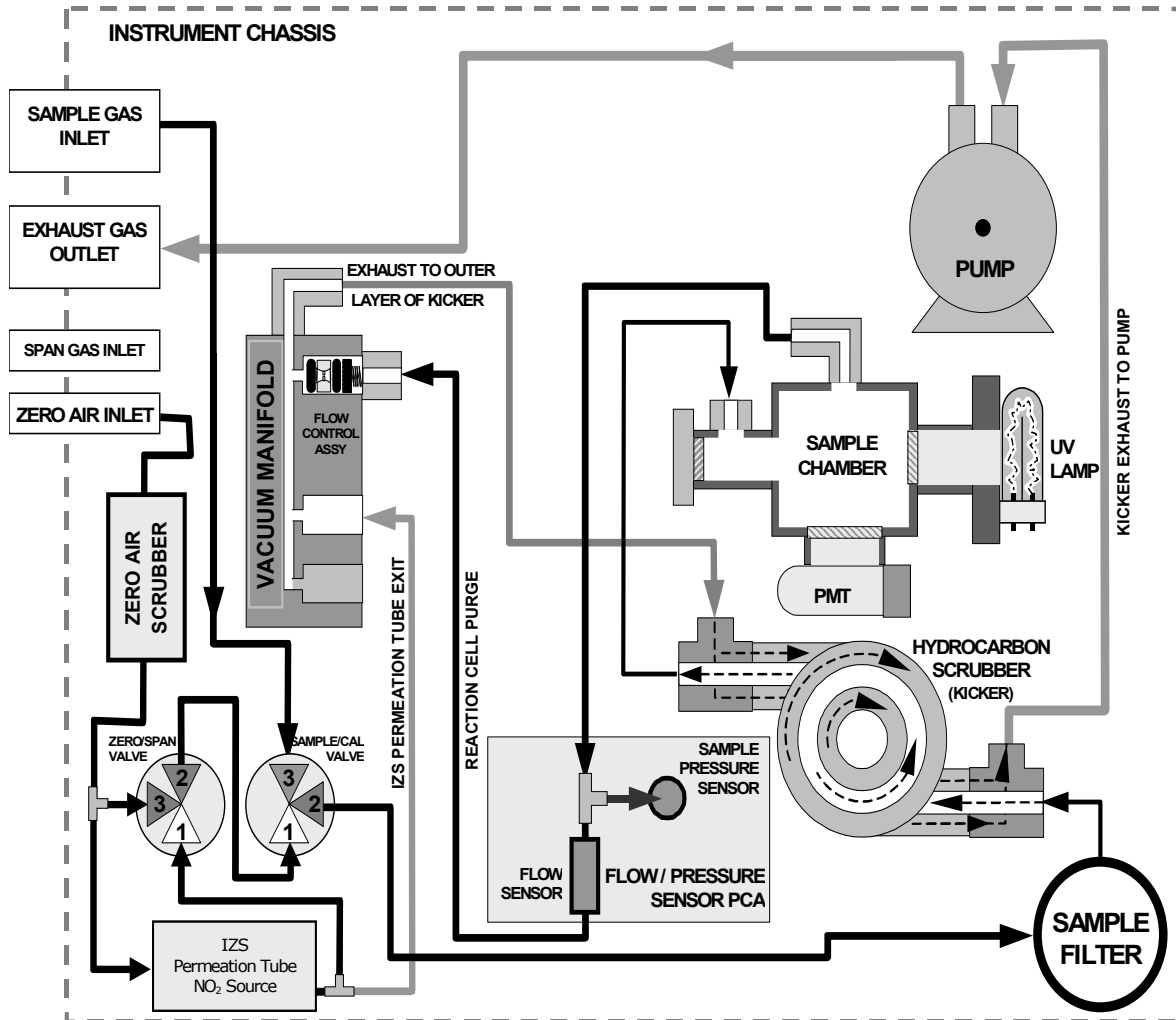 INSTRUMENT CHASSIS
SAMPLE GAS
INLET
EXHAUST GAS
OUTLET
SPAN GAS INLET
ZERO AIR INLET
ZERO AIR
SCRUBBER
EXHAUST TO OUTER
LAYER OF KICKER
VACUUM MANIFOLD
FLOW
CONTROL
ASSY
PUMP
KICKER EXHAUST TO PUMP
SAMPLE
CHAMBER
UV
LAMP
PMT
HYDROCARBON
SCRUBBER
(KICKER)
IZS PERMEATION TUBE EXIT
REACTION CELL PURGE
ZERO/SPAN
VALVE
2
3
1
SAMPLE/CAL
VALVE
3
2
1
SAMPLE
PRESSURE
SENSOR
FLOW
SENSOR
FLOW / PRESSURE
SENSOR PCA
IZS
Permeation Tube
NO₂ Source
SAMPLE
FILTER